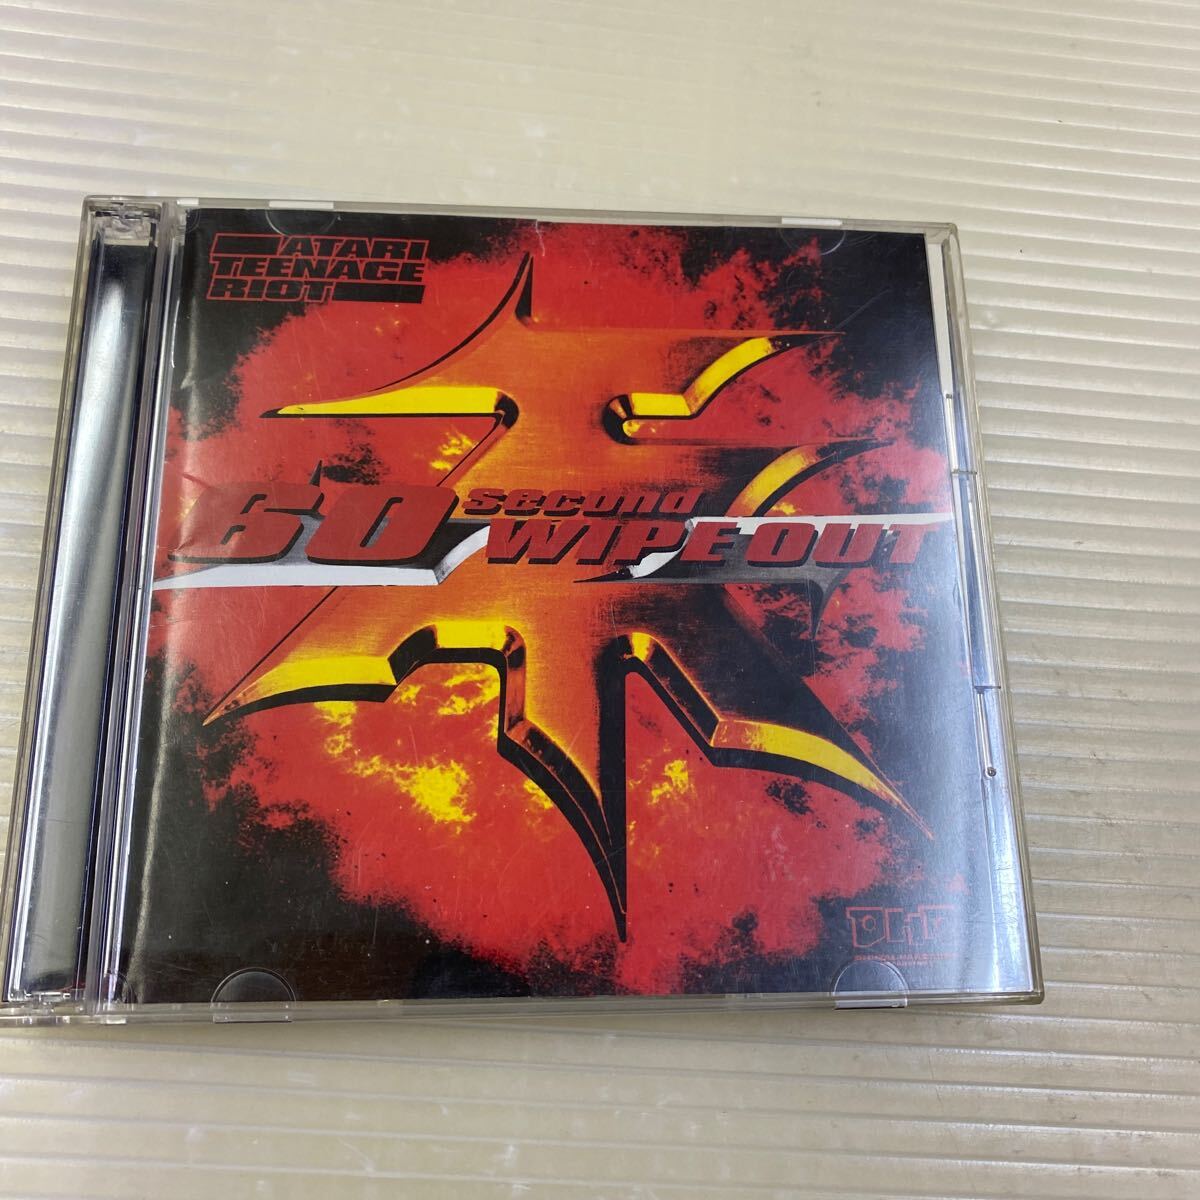 ATARI
TEENAGE
RIOT
60 second
WIPE OUT
DHR